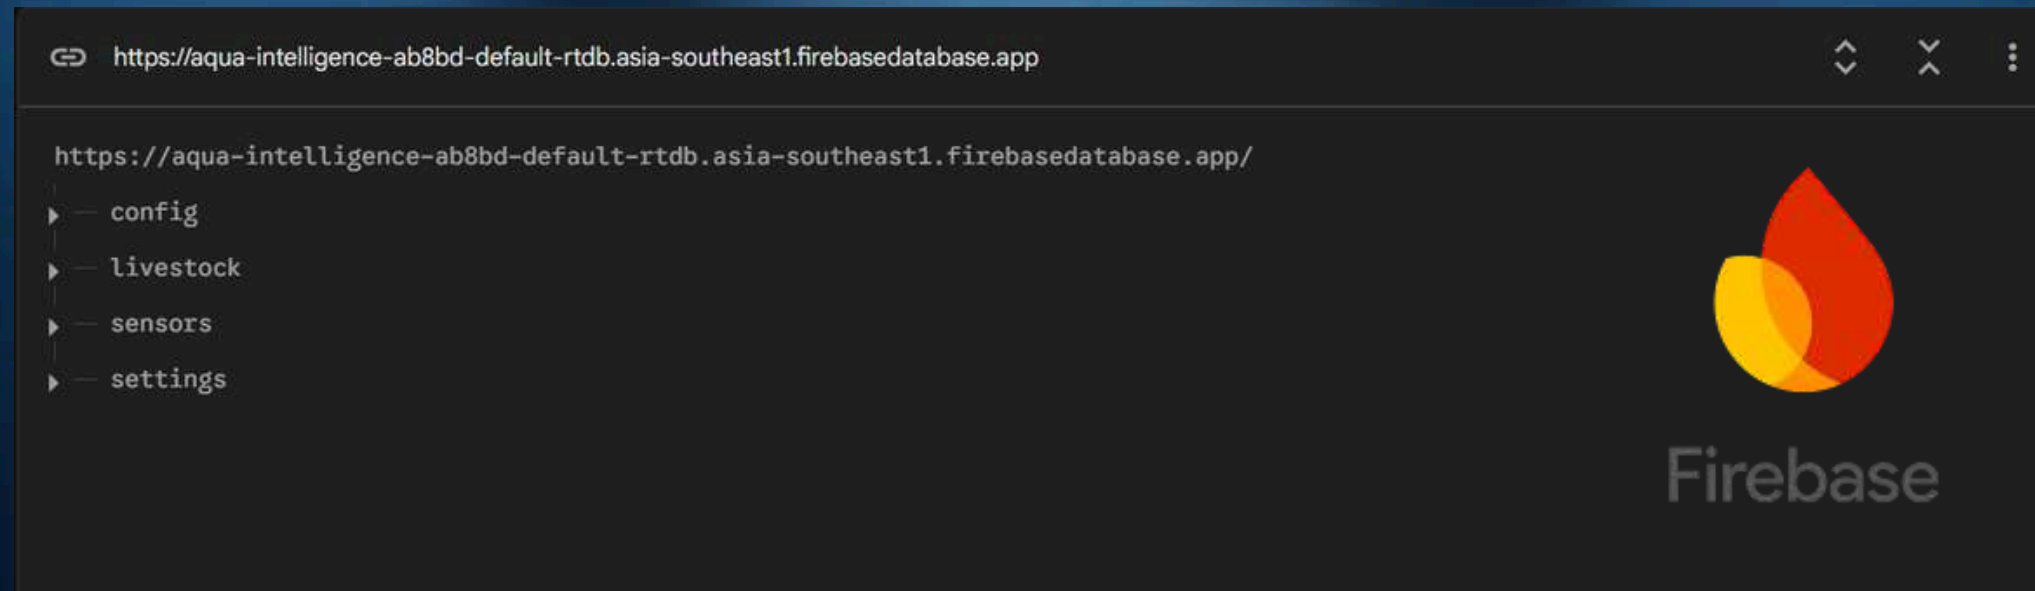 https://aqua-intelligence-ab8bd-default-rtdb.asia-southeast1.firebasedatabase.app
https://aqua-intelligence-ab8bd-default-rtdb.asia-southeast1.firebasedatabase.app/
config
livestock
sensors
settings
Firebase